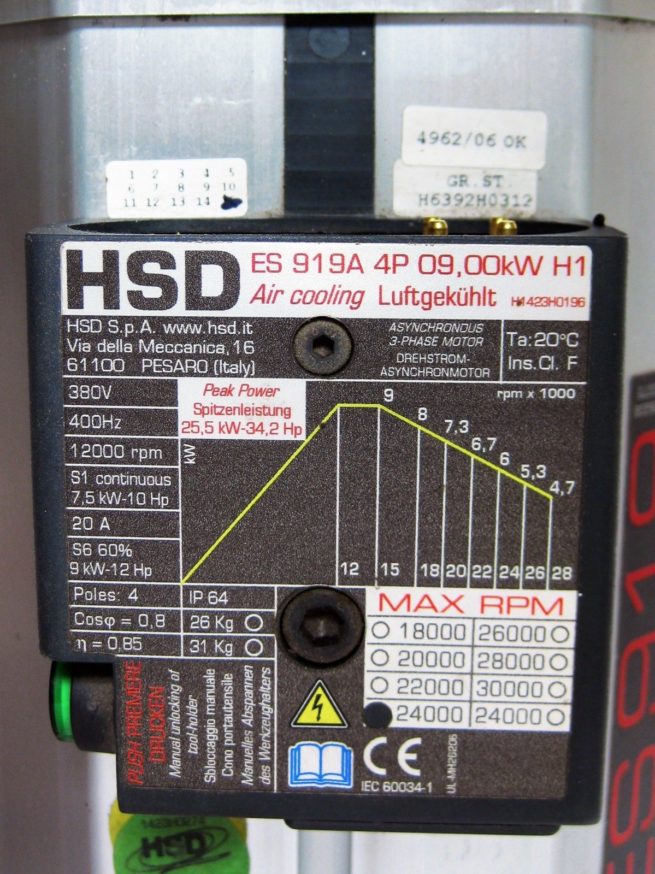 4962/06 OK
GR. ST.
H6392H0312
1 2 3 4 5
6 7 8 9 10
11 12 13 14
HSD
ES 919A 4P 09,00kW H1
Air cooling Luftgekühlt H1423H0196
HSD S.p.A. www.hsd.it
Via della Meccanica, 16
61100 PESARO (Italy)
ASYNCHRONOUS
3-PHASE MOTOR
DREHSTROM-
ASYNCHRONMOTOR
Ta:20°C
Ins.Cl. F
380V
400Hz
12000 rpm
S1 continuous
7,5 kW-10 Hp
20 A
S6 60%
9 kW-12 Hp
Peak Power
Spitzenleistung
25,5 kW-34,2 Hp
kW
rpm x 1000
9
8
7,3
6,7
6
5,3
4,7
12 15 18 20 22 24 26 28
Poles: 4
IP 64
Cosφ = 0,8
26 Kg
η = 0,85
31 Kg
MAX RPM
18000 26000
20000 28000
22000 30000
24000 24000
PUSH PREMERE
DRUCKEN
Manual unlocking of
tool-holder
Sbloccaggio manuale
Cono portautensile
Manuelles Abspannen
des Werkzeughalters
CE
IEC 60034-1
UL-MH26206
1423H0274
HSD
ES919